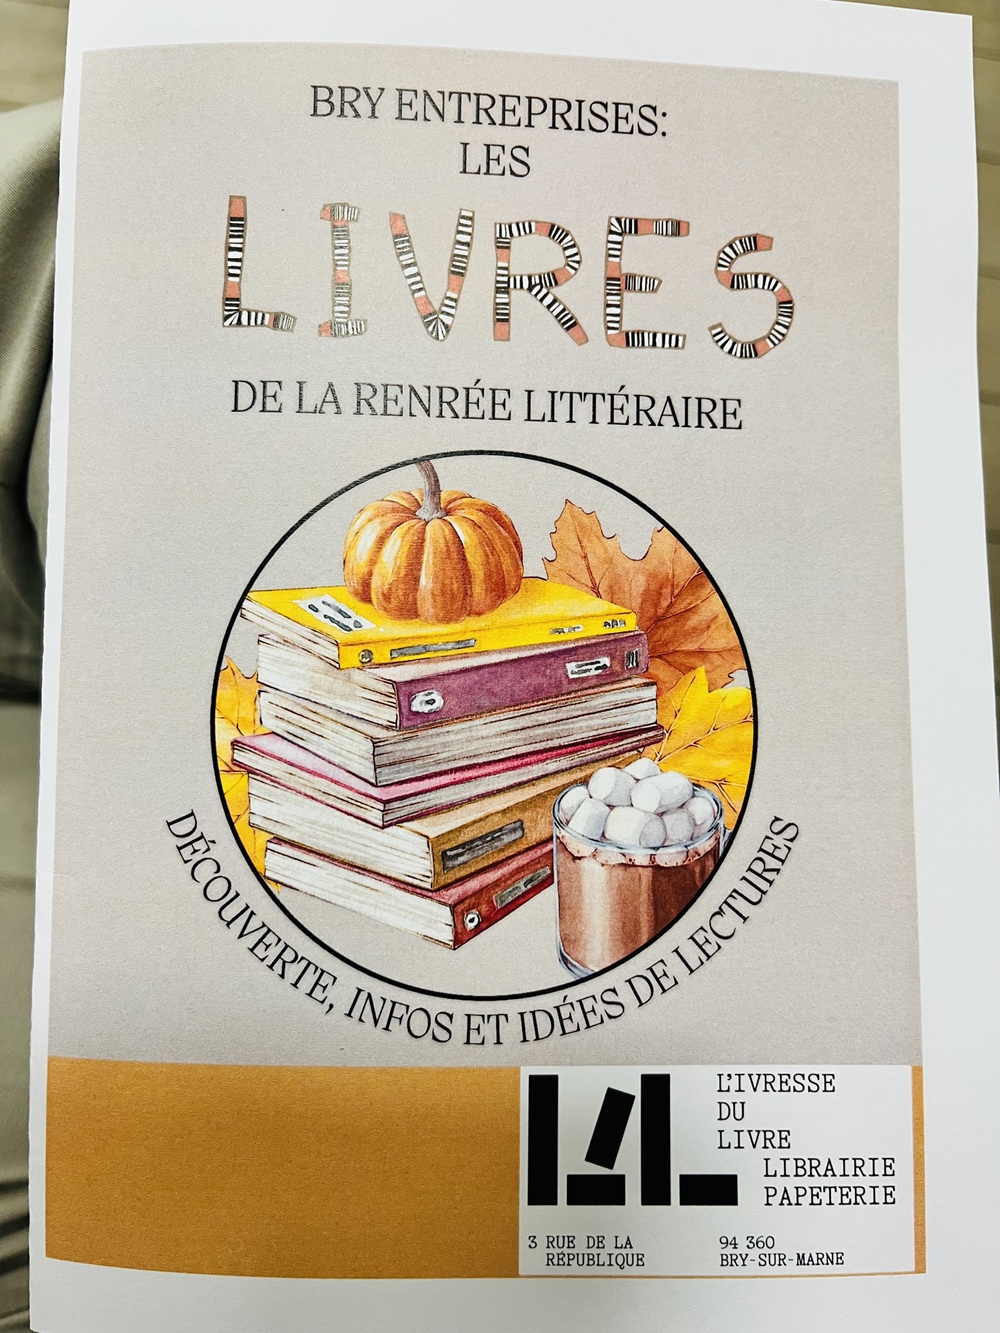 BRY ENTREPRISES:
LES
LIVRES
DE LA RENRÉE LITTÉRAIRE
DÉCOUVERTE, INFOS ET IDÉES DE LECTURES
L'IVRESSE
DU
LIVRE
LIBRAIRIE
PAPETERIE
3 RUE DE LA
RÉPUBLIQUE
94 360
BRY-SUR-MARNE